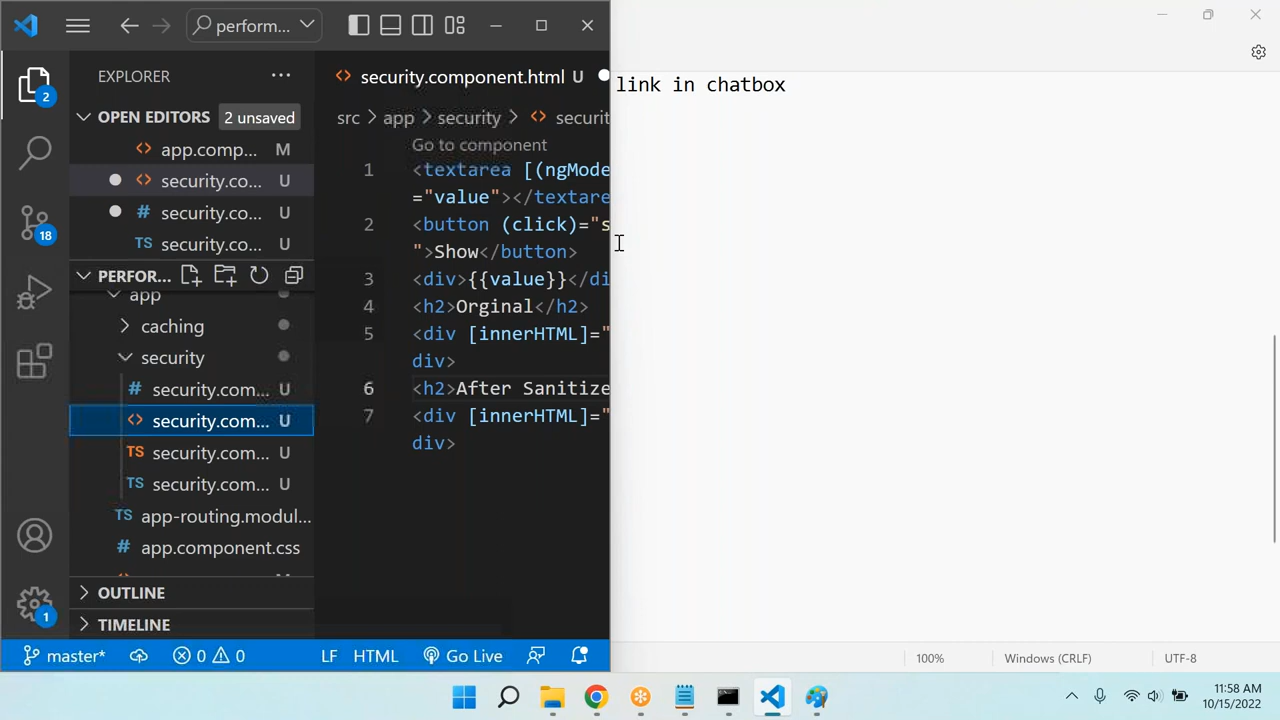 perform...
EXPLORER
link in chatbox
OPEN EDITORS 2 unsaved
app.comp... M
security.co... U
security.co... U
security.co... U
PERFOR...
app
caching
security
security.com... U
security.com... U
security.com... U
security.com... U
app-routing.modul...
app.component.css
OUTLINE
TIMELINE
2
18
1
security.component.html U
src > app > security > securit
Go to component
1 <textarea [(ngMode
="value"></textare
2 <button (click)="s
">Show</button>
3 <div>{{value}}</di
4 <h2>Orginal</h2>
5 <div [innerHTML]="
div>
6 <h2>After Sanitize
7 <div [innerHTML]="
div>
master* 0 0 LF HTML Go Live
100% Windows (CRLF) UTF-8
11:58 AM
10/15/2022